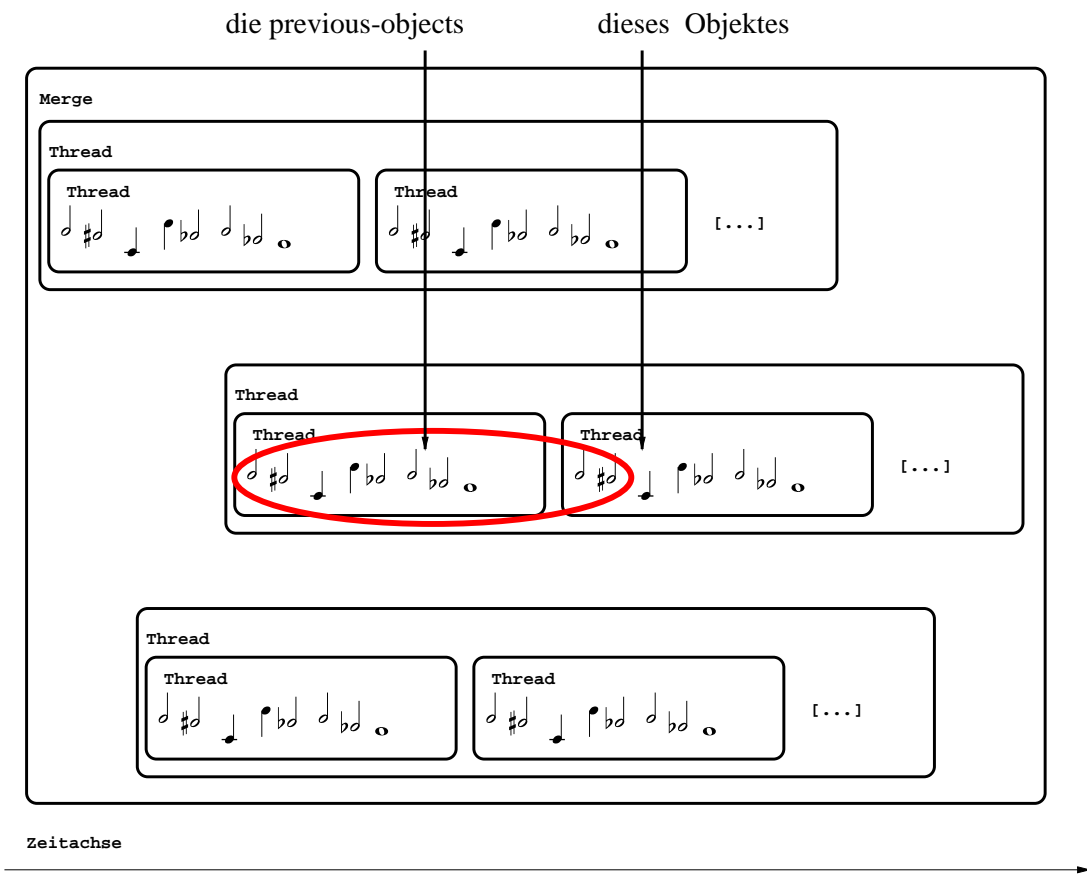 die previous-objects dieses Objektes
Merge
Thread
Thread Thread
[...]
Thread
Thread Thread
[...]
Thread
Thread Thread
[...]
Zeitachse